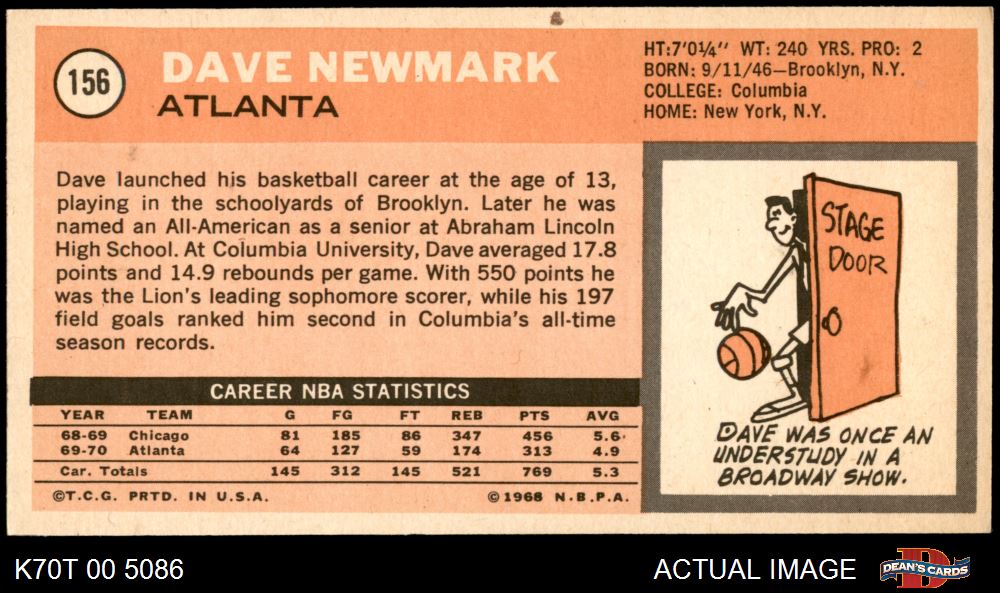 156
DAVE NEWMARK
ATLANTA
HT:7'0¼" WT: 240 YRS. PRO: 2
BORN: 9/11/46—Brooklyn, N.Y.
COLLEGE: Columbia
HOME: New York, N.Y.
Dave launched his basketball career at the age of 13,
playing in the schoolyards of Brooklyn. Later he was
named an All-American as a senior at Abraham Lincoln
High School. At Columbia University, Dave averaged 17.8
points and 14.9 rebounds per game. With 550 points he
was the Lion's leading sophomore scorer, while his 197
field goals ranked him second in Columbia's all-time
season records.
STAGE
DOOR
DAVE WAS ONCE AN
UNDERSTUDY IN A
BROADWAY SHOW.
CAREER NBA STATISTICS
YEAR TEAM G FG FT REB PTS AVG
68-69 Chicago 81 185 86 347 456 5.6
69-70 Atlanta 64 127 59 174 313 4.9
Car. Totals 145 312 145 521 769 5.3
©T.C.G. PRTD. IN U.S.A. ©1968 N.B.P.A.
K70T 00 5086
ACTUAL IMAGE
D
DEAN'S CARDS